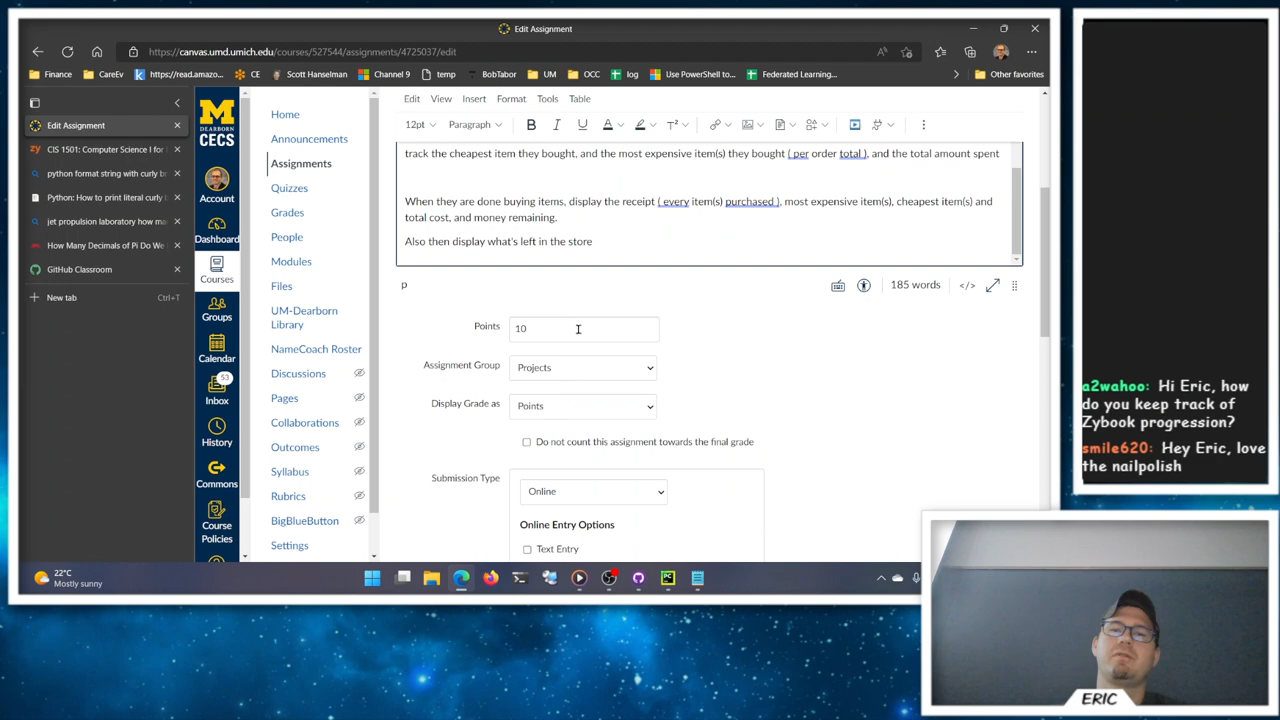 Edit Assignment
https://canvas.umd.umich.edu/courses/527544/assignments/4725037/edit
Finance
CareEv
https://read.amazo...
CE
Scott Hanselman
Channel 9
temp
BobTabor
UM
OCC
log
Use PowerShell to...
Federated Learning...
Other favorites
Edit Assignment
CIS 1501: Computer Science I for
python format string with curly b
Python: How to print literal curly
jet propulsion laboratory how ma
How Many Decimals of Pi Do We
GitHub Classroom
New tab Ctrl+T
M
DEARBORN
CECS
Account
Dashboard
Courses
Groups
Calendar
53
Inbox
History
Commons
Course
Policies
Home
Announcements
Assignments
Quizzes
Grades
People
Modules
Files
UM-Dearborn
Library
NameCoach Roster
Discussions
Pages
Collaborations
Outcomes
Syllabus
Rubrics
BigBlueButton
Settings
Edit View Insert Format Tools Table
12pt Paragraph B I U A T²
track the cheapest item they bought, and the most expensive item(s) they bought ( per order total ), and the total amount spent
When they are done buying items, display the receipt ( every item(s) purchased ), most expensive item(s), cheapest item(s) and
total cost, and money remaining.
Also then display what's left in the store
p 185 words </>
Points 10
Assignment Group Projects
Display Grade as Points
Do not count this assignment towards the final grade
Submission Type
Online
Online Entry Options
Text Entry
22°C
Mostly sunny
a2wahoo: Hi Eric, how
do you keep track of
Zybook progression?
smile620: Hey Eric, love
the nailpolish
ERIC